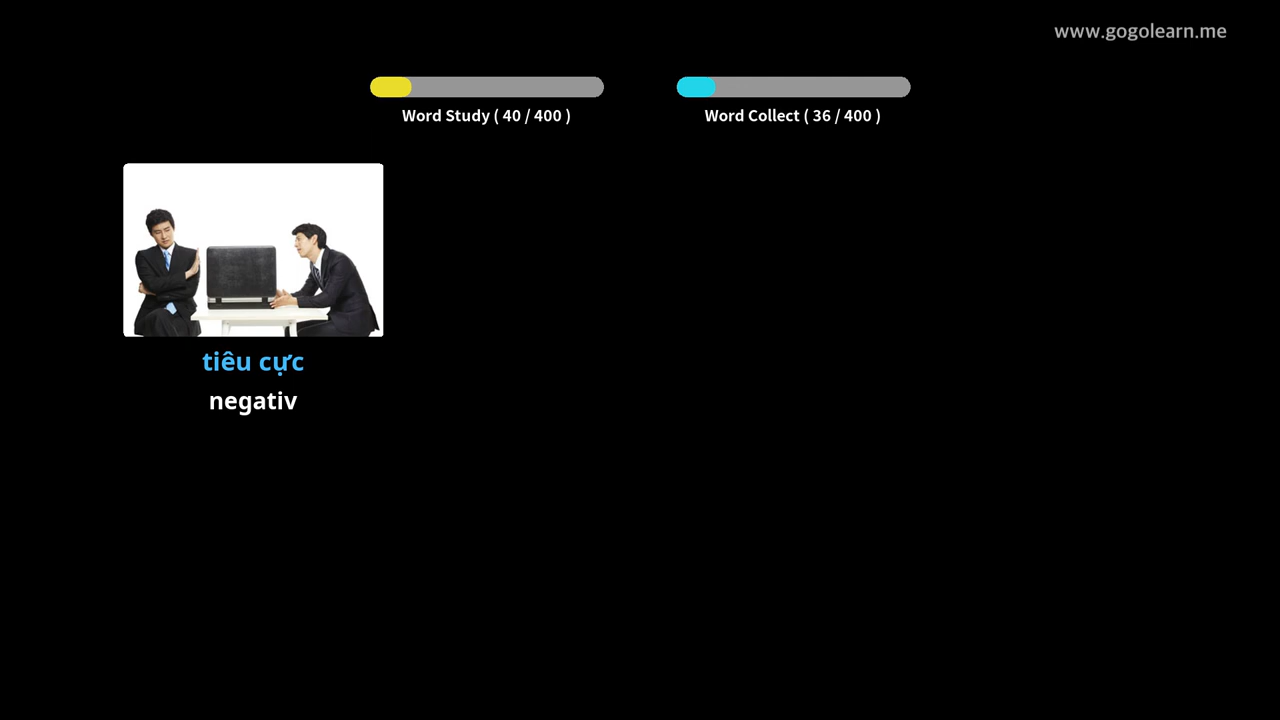 www.gogolearn.me
Word Study ( 40 / 400 )
Word Collect ( 36 / 400 )
tiêu cực
negativ